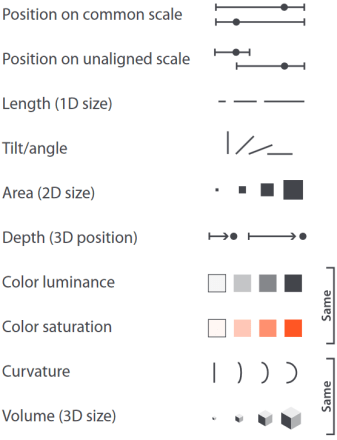 Position on common scale
Position on unaligned scale
Length (1D size)
Tilt/angle
Area (2D size)
Depth (3D position)
Color luminance
Color saturation
Same
Curvature
Volume (3D size)
Same